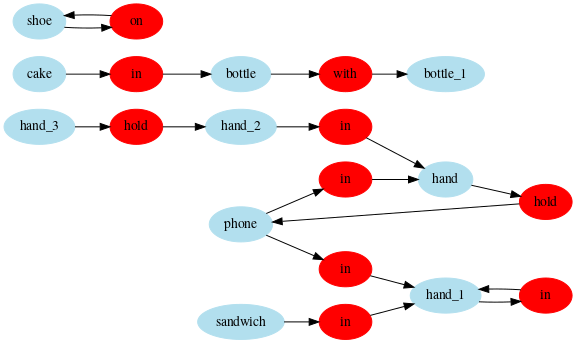 shoe on
cake in bottle with bottle_1
hand_3 hold hand_2 in
in hand
hold
phone
in
hand_1 in
sandwich in